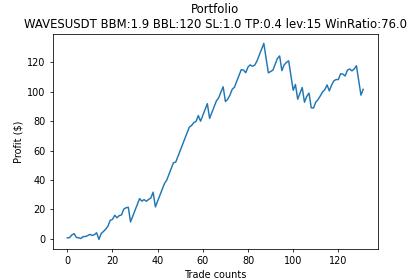 Portfolio
WAVESUSDT BBM:1.9 BBL:120 SL:1.0 TP:0.4 lev:15 WinRatio:76.0
120
100
80
60
40
20
0
Profit ($)
0 20 40 60 80 100 120
Trade counts